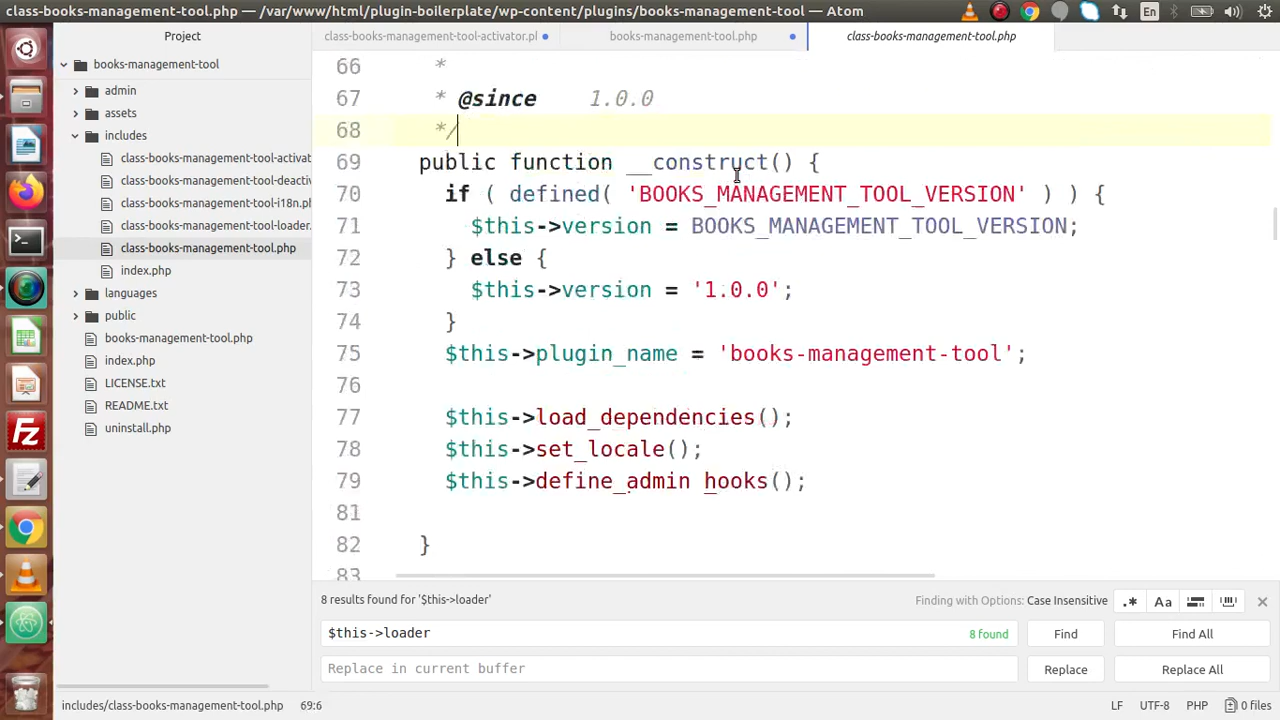 class-books-management-tool.php — /var/www/html/plugin-boilerplate/wp-content/plugins/books-management-tool — Atom
En
Project
class-books-management-tool-activator.pl
books-management-tool.php
class-books-management-tool.php
books-management-tool
admin
assets
includes
class-books-management-tool-activat
class-books-management-tool-deactiv
class-books-management-tool-i18n.ph
class-books-management-tool-loader.
class-books-management-tool.php
index.php
languages
public
books-management-tool.php
index.php
LICENSE.txt
README.txt
uninstall.php
66 *
67 * @since 1.0.0
68 */
69 public function __construct() {
70 if ( defined( 'BOOKS_MANAGEMENT_TOOL_VERSION' ) ) {
71 $this->version = BOOKS_MANAGEMENT_TOOL_VERSION;
72 } else {
73 $this->version = '1.0.0';
74 }
75 $this->plugin_name = 'books-management-tool';
76
77 $this->load_dependencies();
78 $this->set_locale();
79 $this->define_admin_hooks();
81
82 }
83
8 results found for '$this->loader'
Finding with Options: Case Insensitive
.* Aa
$this->loader
8 found
Find
Find All
Replace in current buffer
Replace
Replace All
includes/class-books-management-tool.php 69:6
LF UTF-8 PHP 0 files